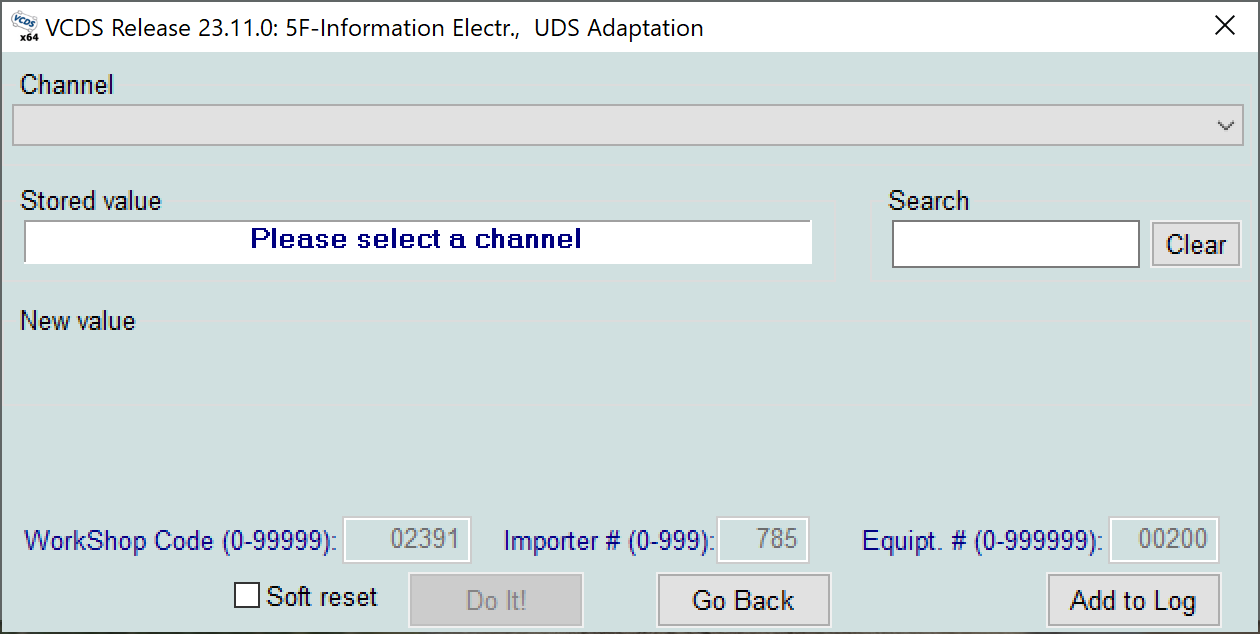 VCDS x64 VCDS Release 23.11.0: 5F-Information Electr.,  UDS Adaptation
Channel
Stored value
Search
Please select a channel
Clear
New value
WorkShop Code (0-99999): 02391 Importer # (0-999): 785 Equipt. # (0-999999): 00200
Soft reset Do It! Go Back Add to Log